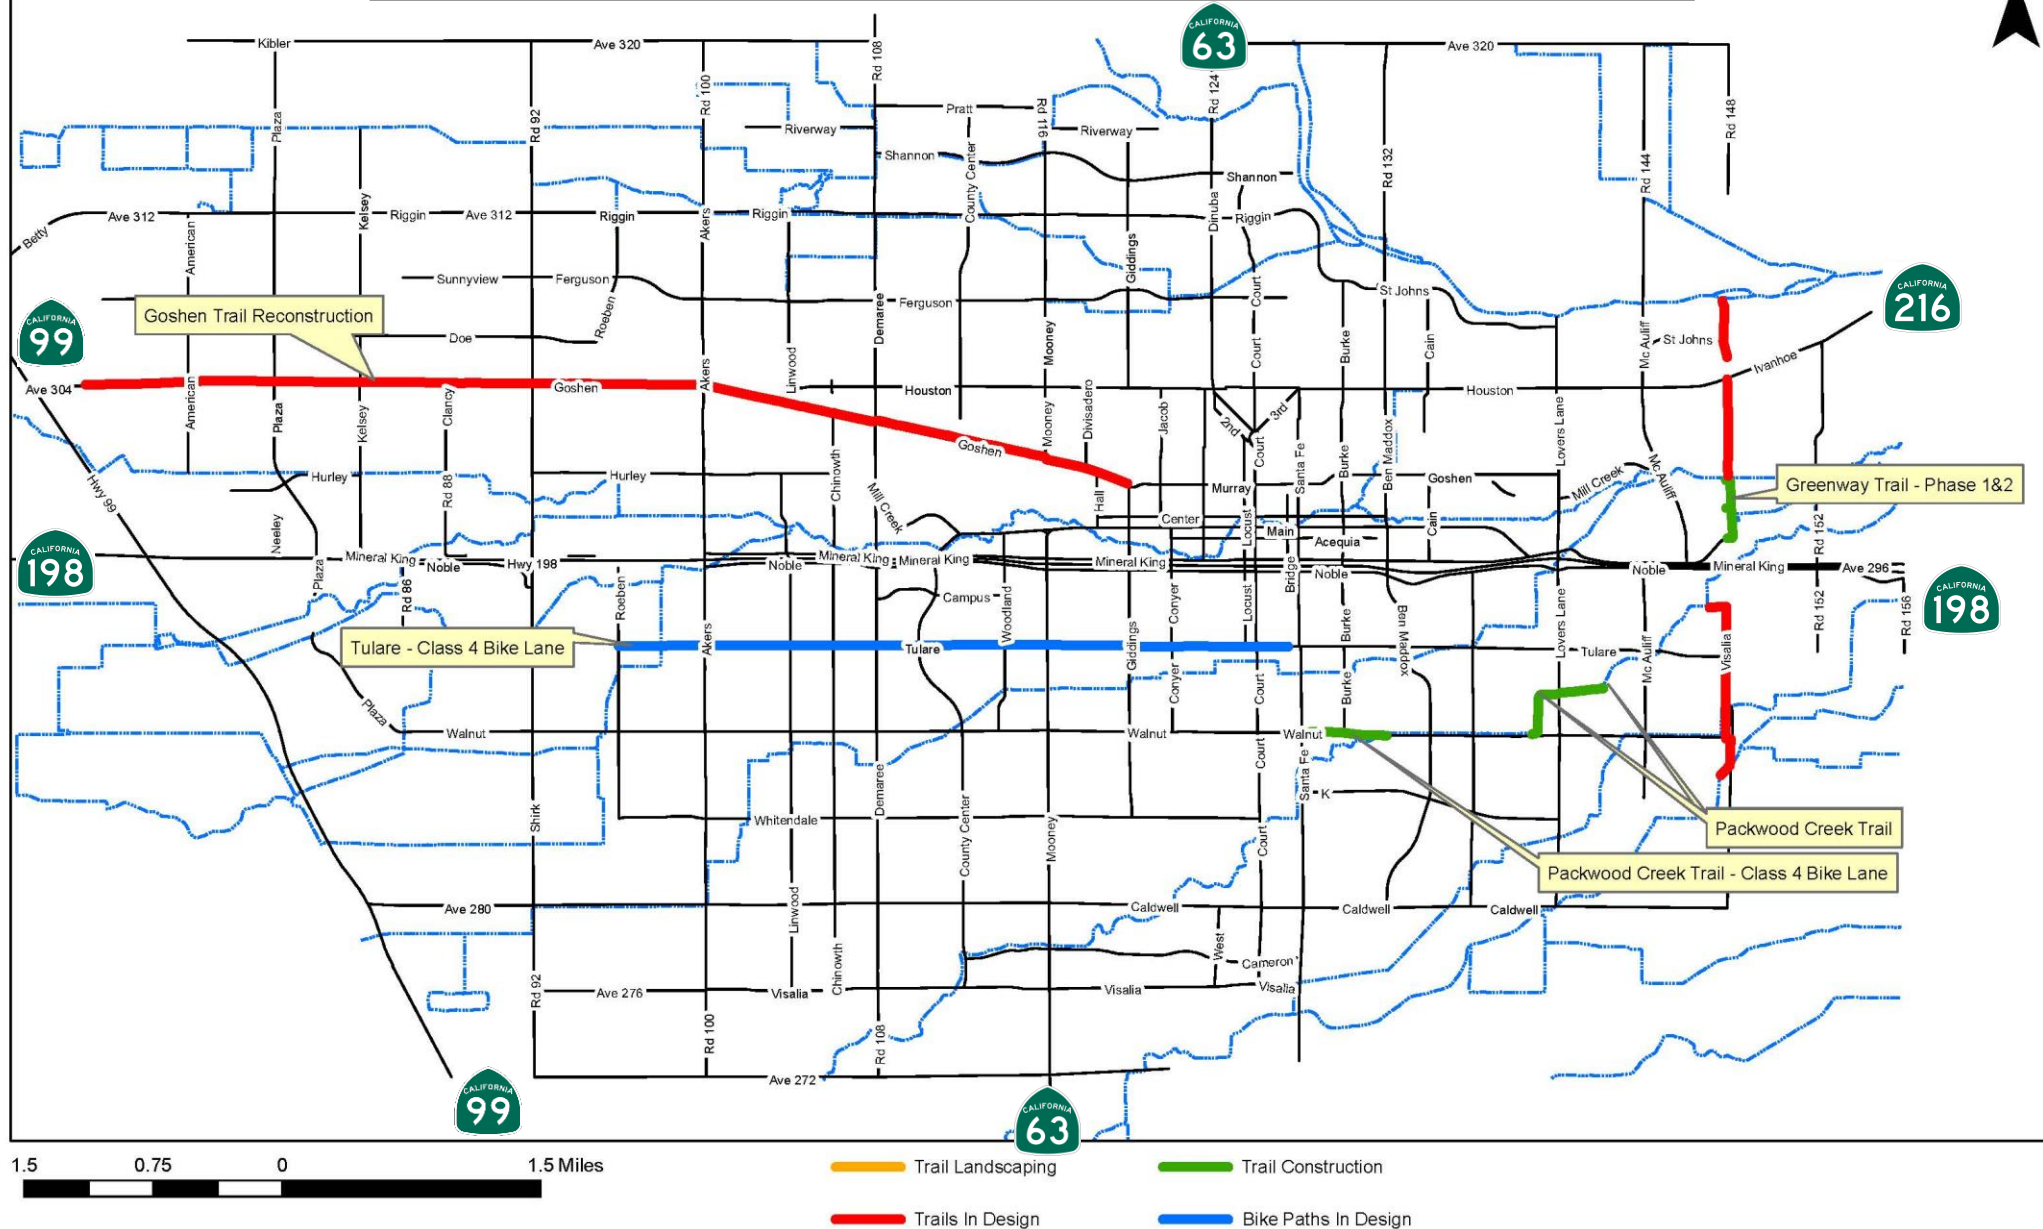 CALIFORNIA
63
Kibler
Ave 320
Ave 320
Rd 108
Rd 100
Rd 92
Plaza
Pratt
Rd 116
Rd 124
Rd 132
Rd 144
Rd 148
Riverway
Riverway
Shannon
Shannon
County Center
Betty
Ave 312
Riggin
Ave 312
Riggin
Riggin
Riggin
Kelsey
American
Akers
Dinuba
Giddings
Sunnyview
Ferguson
Ferguson
Roeben
Demaree
Court
St Johns
CALIFORNIA
216
Goshen Trail Reconstruction
CALIFORNIA
99
Doe
Linwood
Mooney
Court
Burke
Cain
Mc Auliff
St Johns
Ivanhoe
Ave 304
American
Goshen
Akers
Houston
Houston
Plaza
Kelsey
Clancy
Mooney
Divisadero
Jacob
2nd
3rd
Court
Santa Fe
Burke
Ben Maddox
Lovers Lane
Goshen
Hwy 99
Hurley
Hurley
Rd 88
Chinowth
Mill Creek
Hall
Murray
Goshen
Mill Creek
Mc Auliff
Greenway Trail - Phase 1&2
Center
Locust
Main
Acequia
Cain
Rd 152
Neeley
CALIFORNIA
198
Plaza
Mineral King
Noble
Hwy 198
Noble
Mineral King
Mineral King
Mineral King
Noble
Noble
Mineral King
Ave 296
Rd 86
Roeben
Campus
Woodland
Conyer
Locust
Bridge
Burke
Ben Maddox
Lovers Lane
Rd 152
Rd 156
CALIFORNIA
198
Tulare - Class 4 Bike Lane
Akers
Tulare
Giddings
Tulare
Mc Auliff
Visalia
Conyer
Court
Burke
Plaza
Walnut
Walnut
Walnut
Court
Santa Fe
K
Shirk
Whitendale
Demaree
County Center
Mooney
Court
Packwood Creek Trail
Packwood Creek Trail - Class 4 Bike Lane
Ave 280
Linwood
Caldwell
Caldwell
Caldwell
Chinowth
West
Cameron
Rd 92
Ave 276
Visalia
Visalia
Visalia
Rd 100
Rd 108
Ave 272
CALIFORNIA
99
CALIFORNIA
63
1.5 0.75 0 1.5 Miles
Trail Landscaping
Trail Construction
Trails In Design
Bike Paths In Design